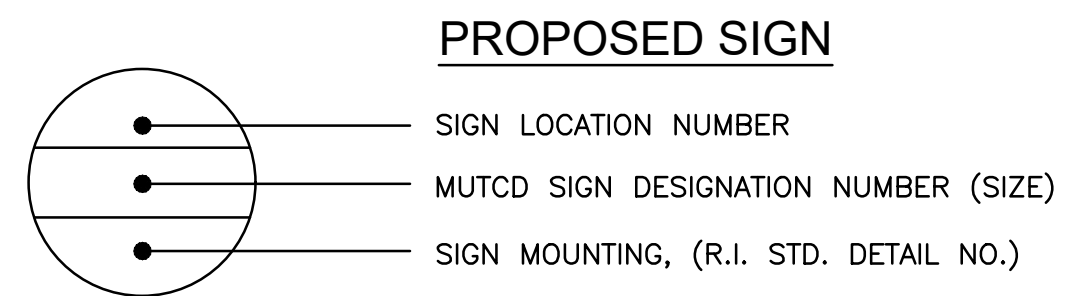 PROPOSED SIGN
SIGN LOCATION NUMBER
MUTCD SIGN DESIGNATION NUMBER (SIZE)
SIGN MOUNTING, (R.I. STD. DETAIL NO.)